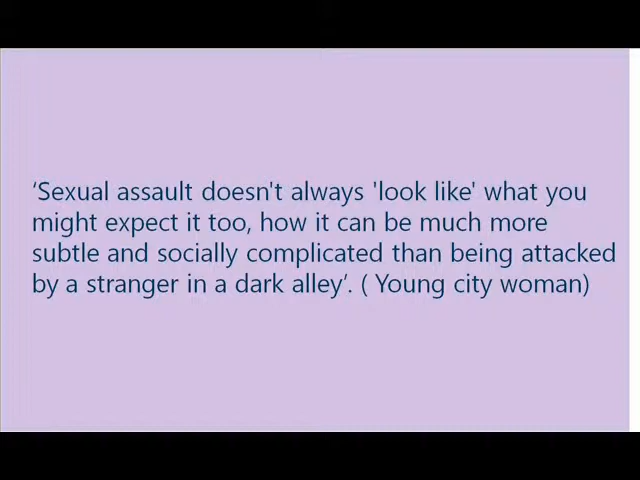 ‘Sexual assault doesn't always 'look like' what you
might expect it too, how it can be much more
subtle and socially complicated than being attacked
by a stranger in a dark alley’. ( Young city woman)